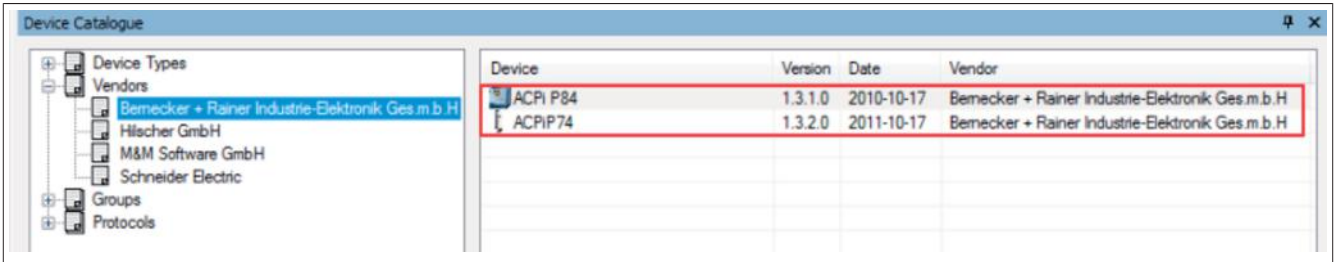 Device Catalogue
Device Types
Vendors
Bernecker + Rainer Industrie-Elektronik Ges.m.b.H
Hilscher GmbH
M&M Software GmbH
Schneider Electric
Groups
Protocols
Device Version Date Vendor
ACPi P84 1.3.1.0 2010-10-17 Bernecker + Rainer Industrie-Elektronik Ges.m.b.H
ACPiP74 1.3.2.0 2011-10-17 Bernecker + Rainer Industrie-Elektronik Ges.m.b.H